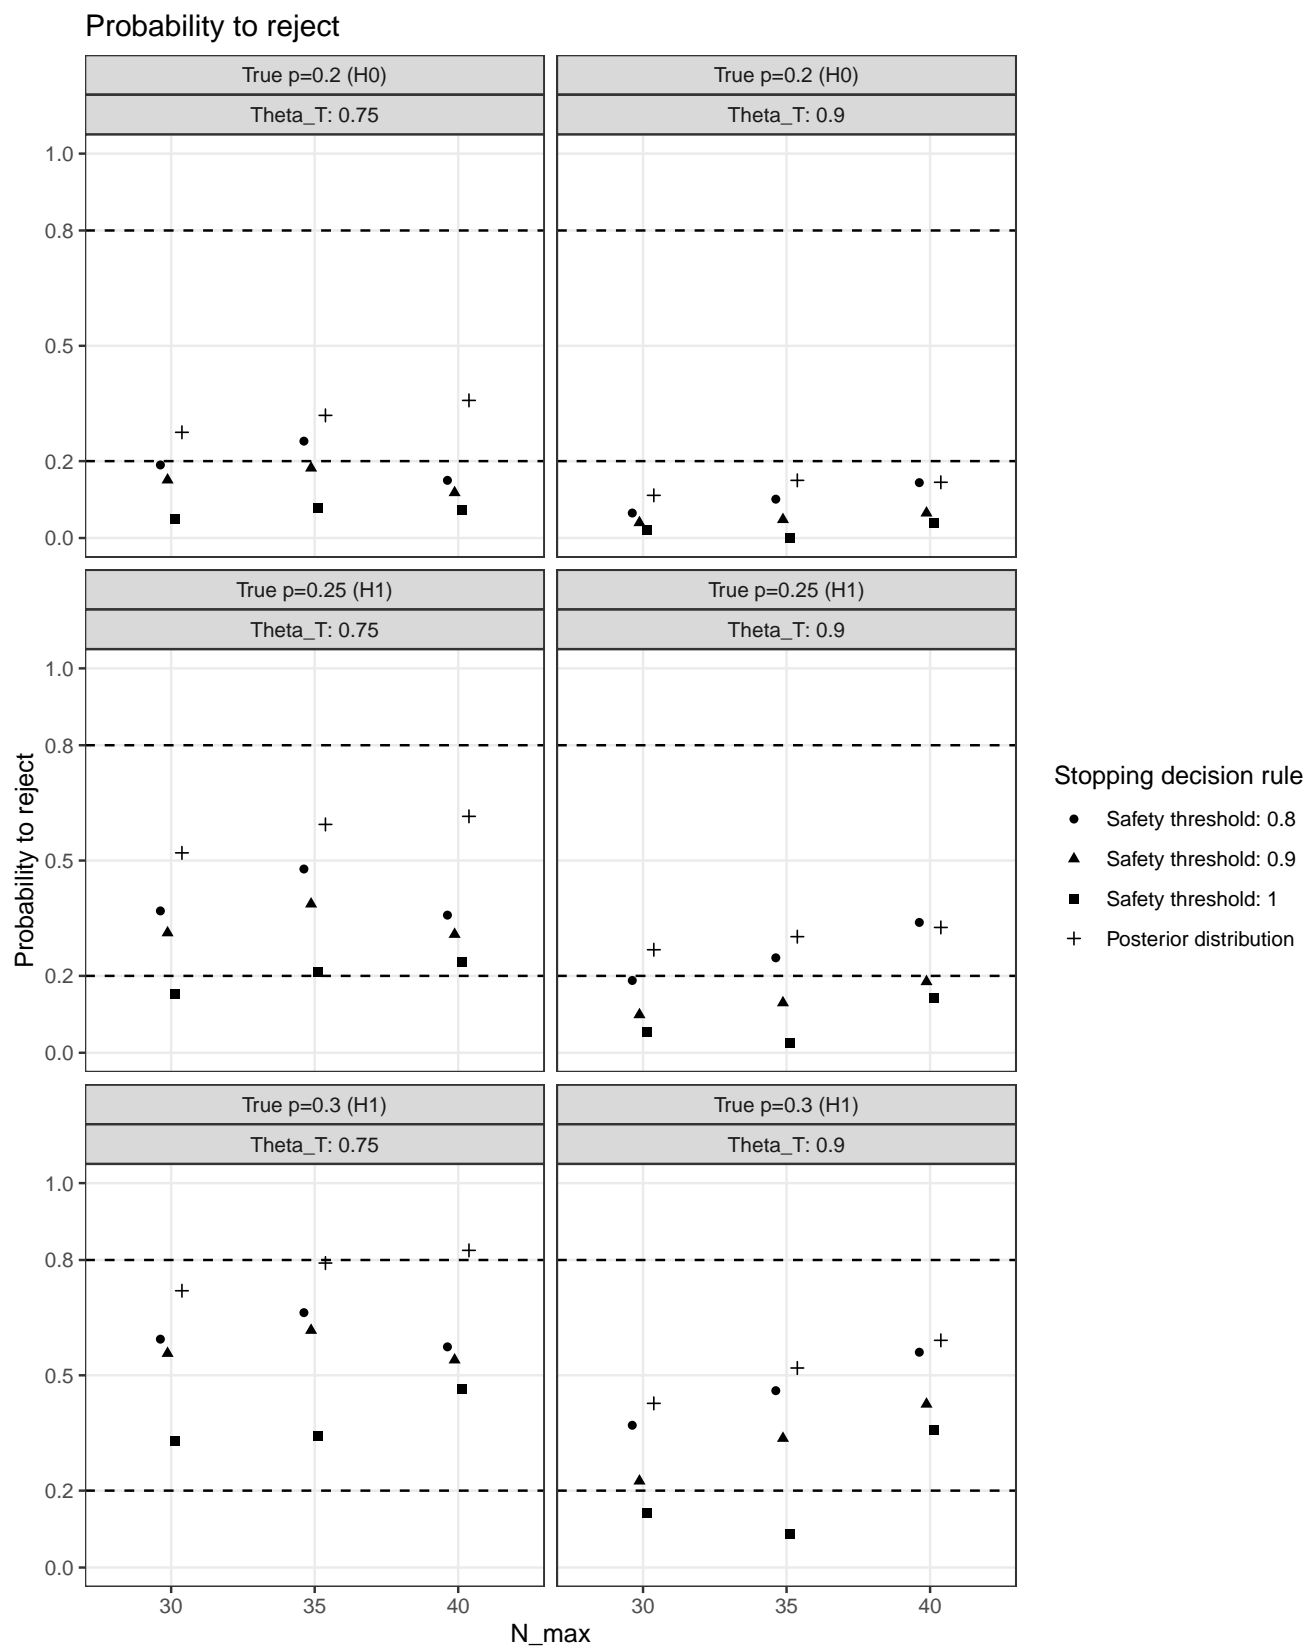 Probability to reject
True p=0.2 (H0)
True p=0.2 (H0)
Theta_T: 0.75
Theta_T: 0.9
1.0
0.8
0.5
0.2
0.0
True p=0.25 (H1)
True p=0.25 (H1)
Theta_T: 0.75
Theta_T: 0.9
1.0
0.8
0.5
0.2
0.0
Probability to reject
True p=0.3 (H1)
True p=0.3 (H1)
Theta_T: 0.75
Theta_T: 0.9
1.0
0.8
0.5
0.2
0.0
30
35
40
30
35
40
N_max
Stopping decision rule
Safety threshold: 0.8
Safety threshold: 0.9
Safety threshold: 1
Posterior distribution